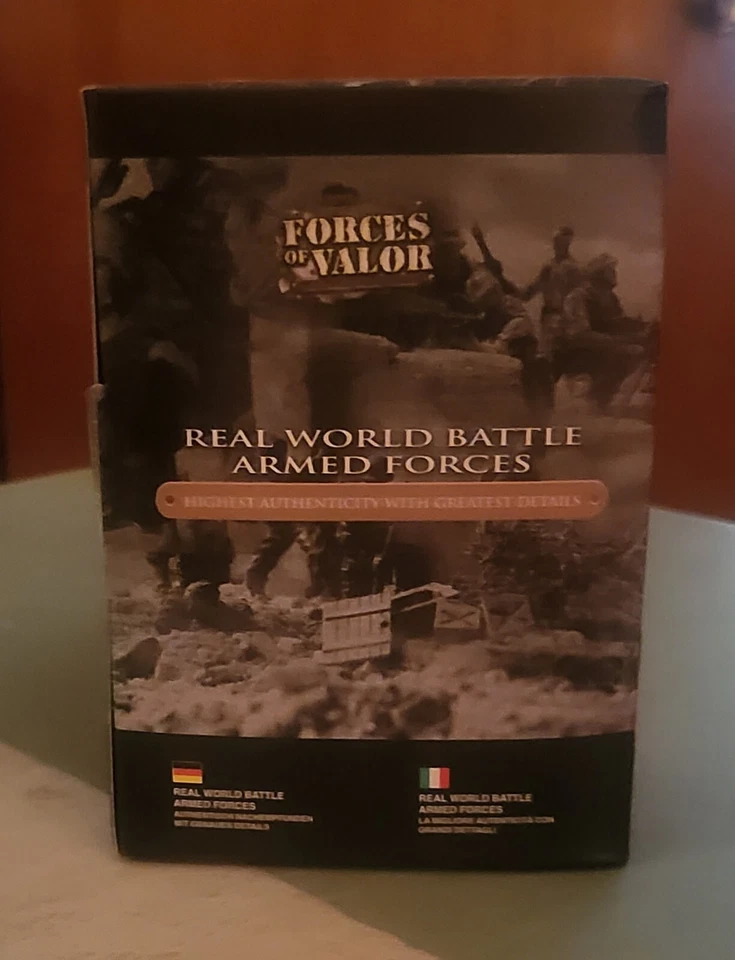 FORCES
OF VALOR
REAL WORLD BATTLE
ARMED FORCES
HIGHEST AUTHENTICITY WITH GREATEST DETAILS
REAL WORLD BATTLE
ARMED FORCES
REAL WORLD BATTLE
ARMED FORCES